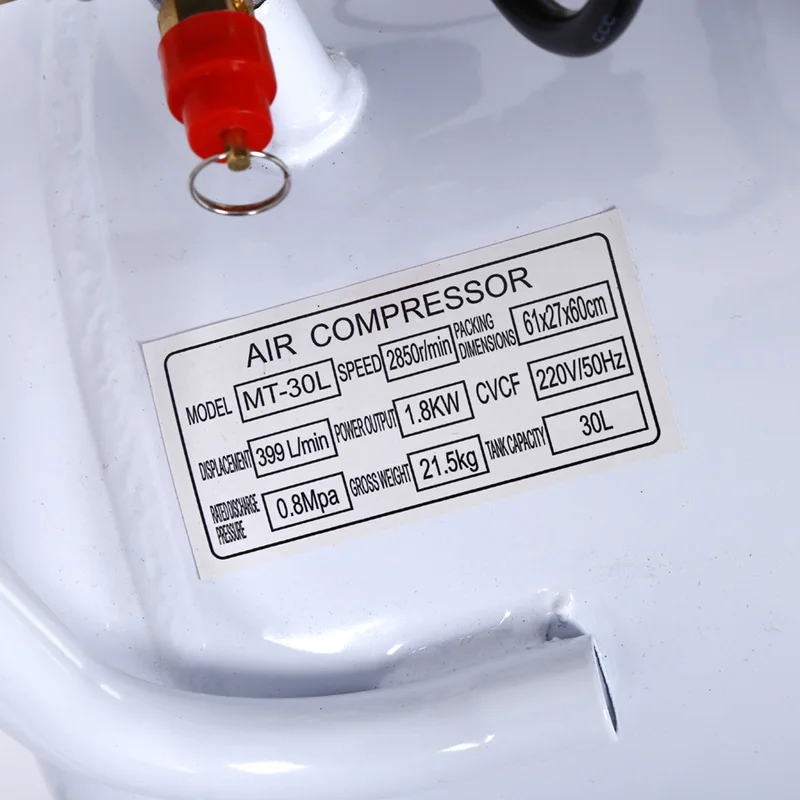 AIR COMPRESSOR
MODEL MT-30L SPEED 2850r/min PACKING DIMENSIONS 61x27x60cm
DISPLACEMENT 399 L/min POWER OUTPUT 1.8KW CVCF 220V/50Hz
RATED DISCHARGE PRESSURE 0.8Mpa GROSS WEIGHT 21.5kg TANK CAPACITY 30L